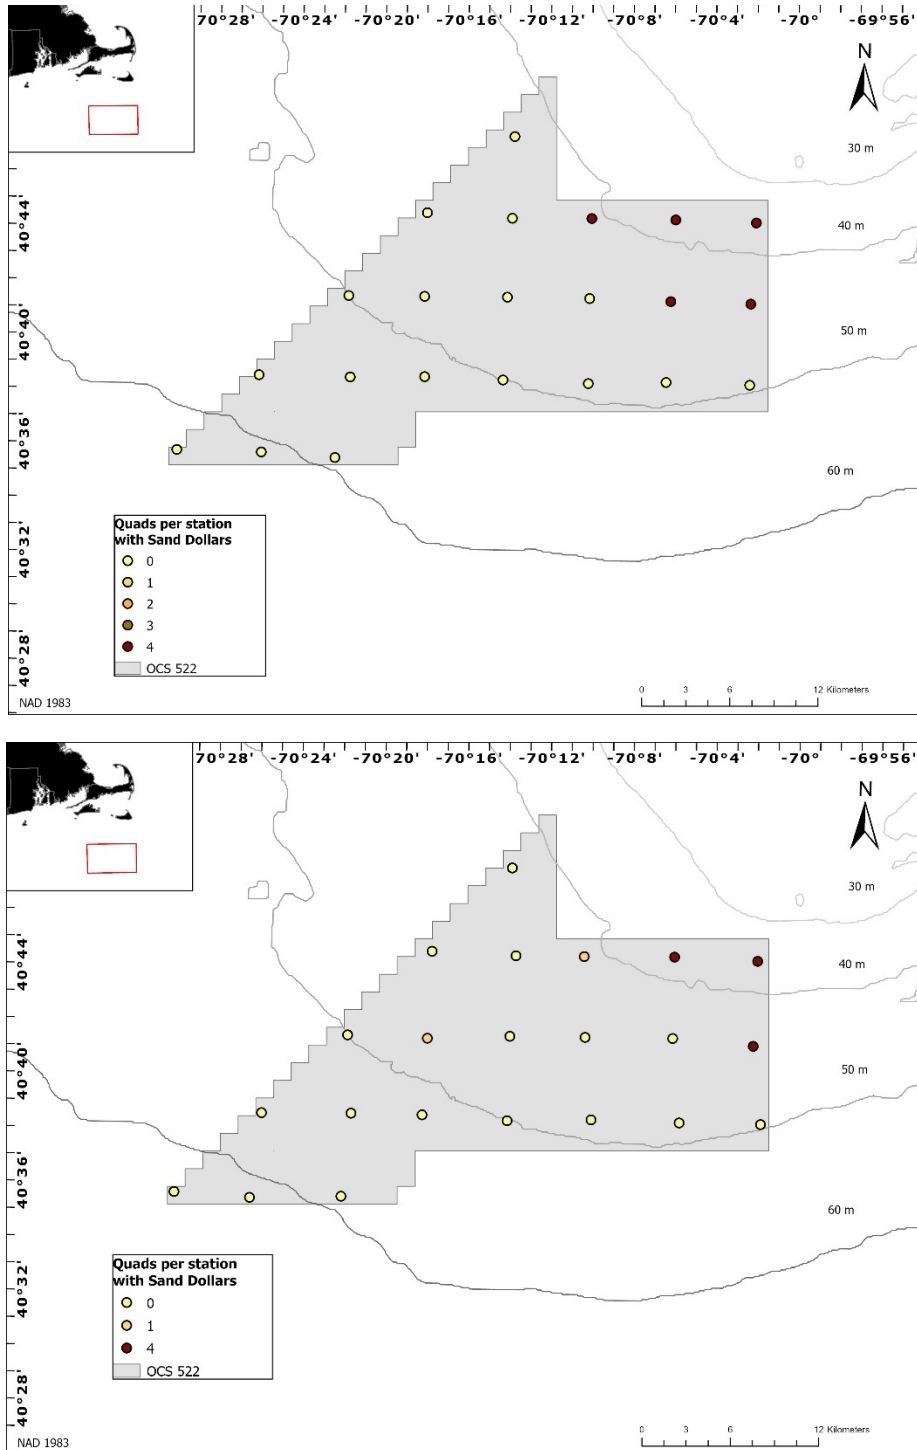 70°28' -70°24' -70°20' -70°16' -70°12' -70°8' -70°4' -70° -69°56'
N
30 m
40°44'
40 m
40°40'
50 m
40°36'
60 m
40°32'
Quads per station
with Sand Dollars
0
1
2
3
4
OCS 522
40°28'
NAD 1983
0 3 6 12 Kilometers
70°28' -70°24' -70°20' -70°16' -70°12' -70°8' -70°4' -70° -69°56'
N
30 m
40°44'
40 m
40°40'
50 m
40°36'
60 m
40°32'
Quads per station
with Sand Dollars
0
1
4
OCS 522
40°28'
NAD 1983
0 3 6 12 Kilometers